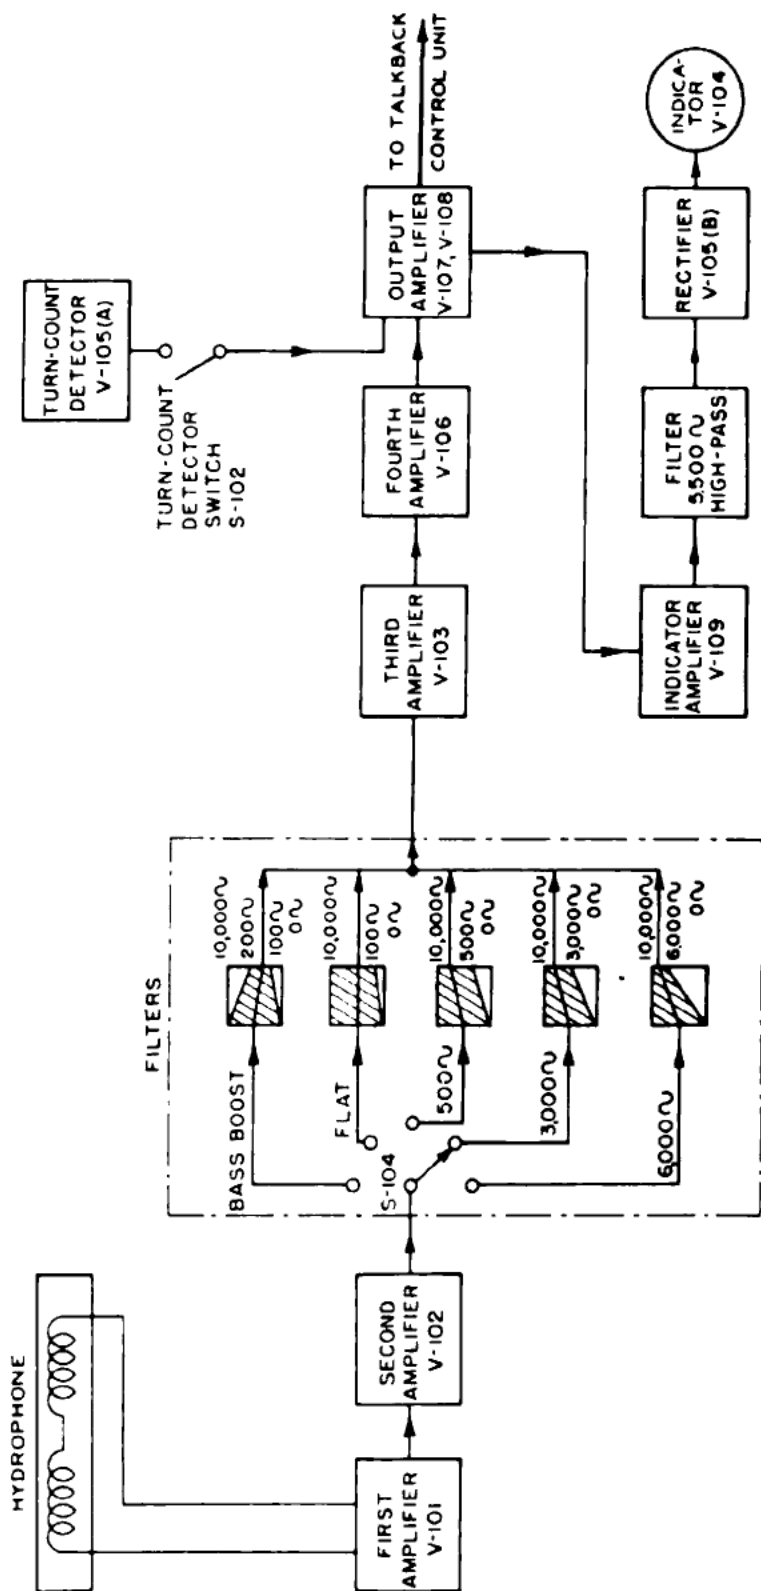 HYDROPHONE
FIRST
AMPLIFIER
V-101
SECOND
AMPLIFIER
V-102
FILTERS
BASS BOOST
FLAT
S-104
500∿
3,000∿
6,000∿
10,000∿
200∿
100∿
0∿
10,000∿
100∿
0∿
10,000∿
500∿
0∿
10,000∿
3,000∿
0∿
10,000∿
6,000∿
0∿
THIRD
AMPLIFIER
V-103
FOURTH
AMPLIFIER
V-106
TURN-COUNT
DETECTOR
V-105(A)
TURN-COUNT
DETECTOR
SWITCH
S-102
OUTPUT
AMPLIFIER
V-107, V-108
TO TALKBACK
CONTROL UNIT
INDICATOR
AMPLIFIER
V-109
FILTER
5,500∿
HIGH-PASS
RECTIFIER
V-105(B)
INDICA-
TOR
V-104